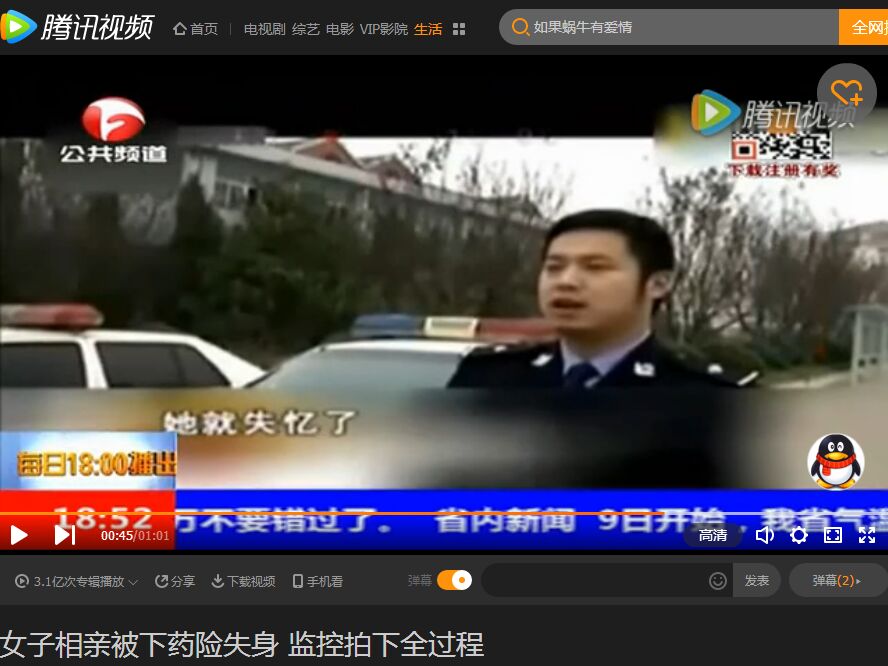 腾讯视频 首页 电视剧 综艺 电影 VIP影院 生活 如果蜗牛有爱情 全网
公共频道
腾讯视频
下载注册有奖
她就失忆了
每日18:00播出
18:52 万不要错过了。 省内新闻 9日开始，我省气温
00:45/01:01 高清
3.1亿次专辑播放 分享 下载视频 手机看 弹幕 发表 弹幕(2)
女子相亲被下药险失身 监控拍下全过程